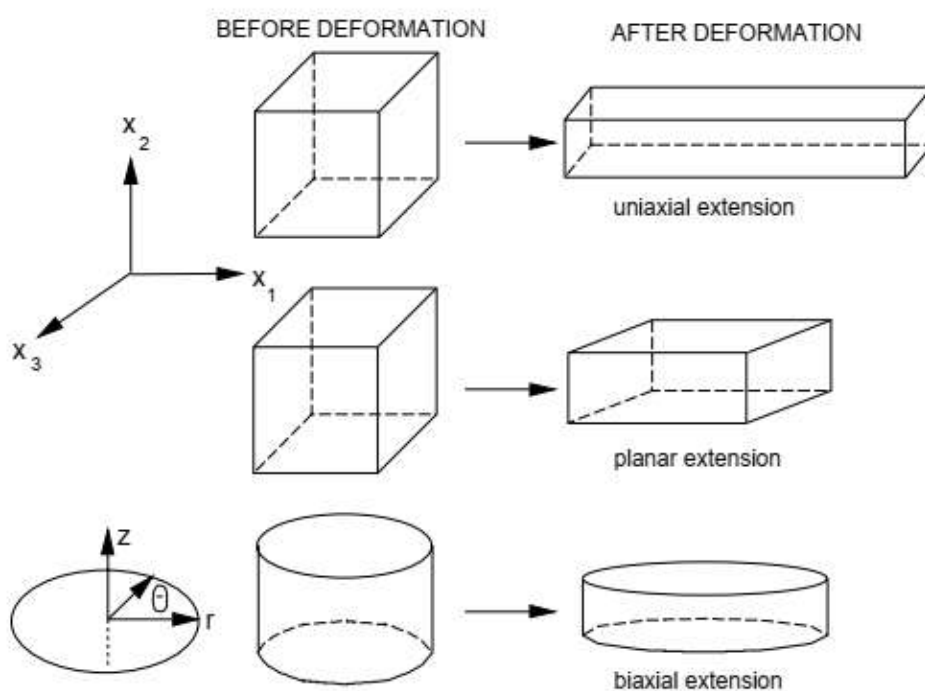 BEFORE DEFORMATION
AFTER DEFORMATION
x2
x1
x3
uniaxial extension
planar extension
z
Θ
r
biaxial extension